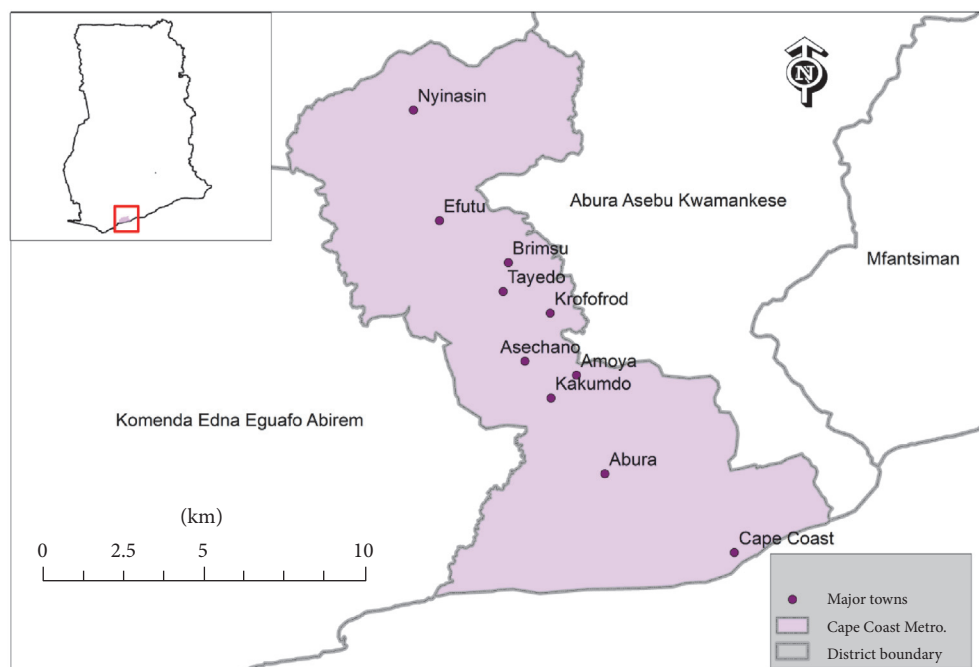 N
Nyinasin
Abura Asebu Kwamankese
Efutu
Brimsu
Mfantsiman
Tayedo
Krofofrod
Asechano
Amoya
Kakumdo
Komenda Edna Eguafo Abirem
Abura
(km)
0 2.5 5 10
Cape Coast
Major towns
Cape Coast Metro.
District boundary